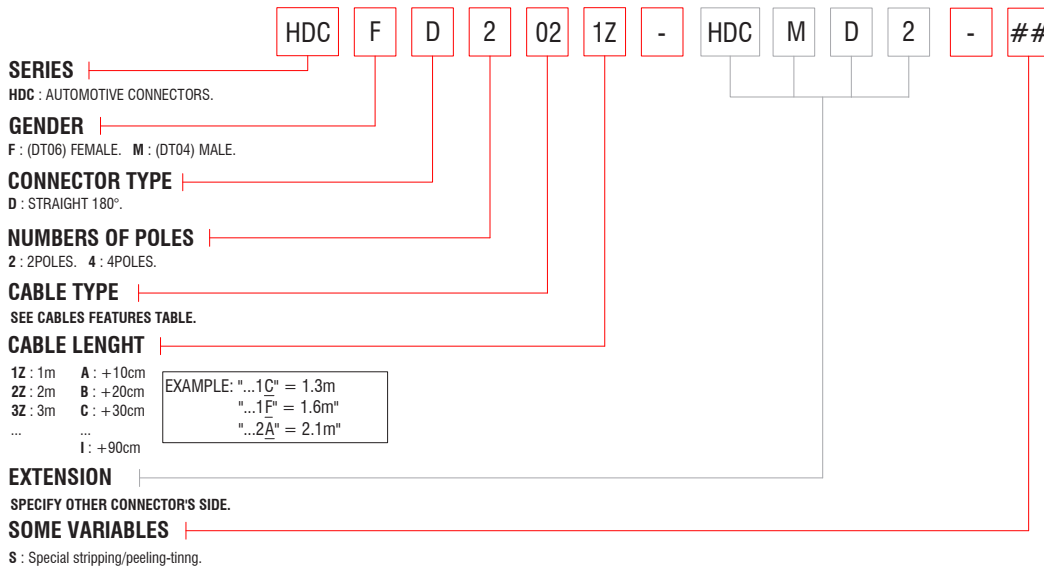 HDC F D 2 02 1Z - HDC M D 2 - ##
SERIES
HDC : AUTOMOTIVE CONNECTORS.
GENDER
F : (DT06) FEMALE. M : (DT04) MALE.
CONNECTOR TYPE
D : STRAIGHT 180°.
NUMBERS OF POLES
2 : 2POLES. 4 : 4POLES.
CABLE TYPE
SEE CABLES FEATURES TABLE.
CABLE LENGHT
1Z : 1m A : +10cm
2Z : 2m B : +20cm
3Z : 3m C : +30cm
... ...
I : +90cm
EXAMPLE: "...1C" = 1.3m
"...1F" = 1.6m"
"...2A" = 2.1m"
EXTENSION
SPECIFY OTHER CONNECTOR'S SIDE.
SOME VARIABLES
S : Special stripping/peeling-tinng.